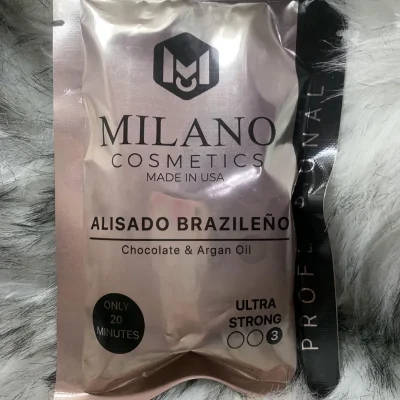 MILANO
COSMETICS
MADE IN USA
ALISADO BRAZILEÑO
Chocolate & Argan Oil
ONLY
20
MINUTES
ULTRA
STRONG
3
PROFESSIONAL